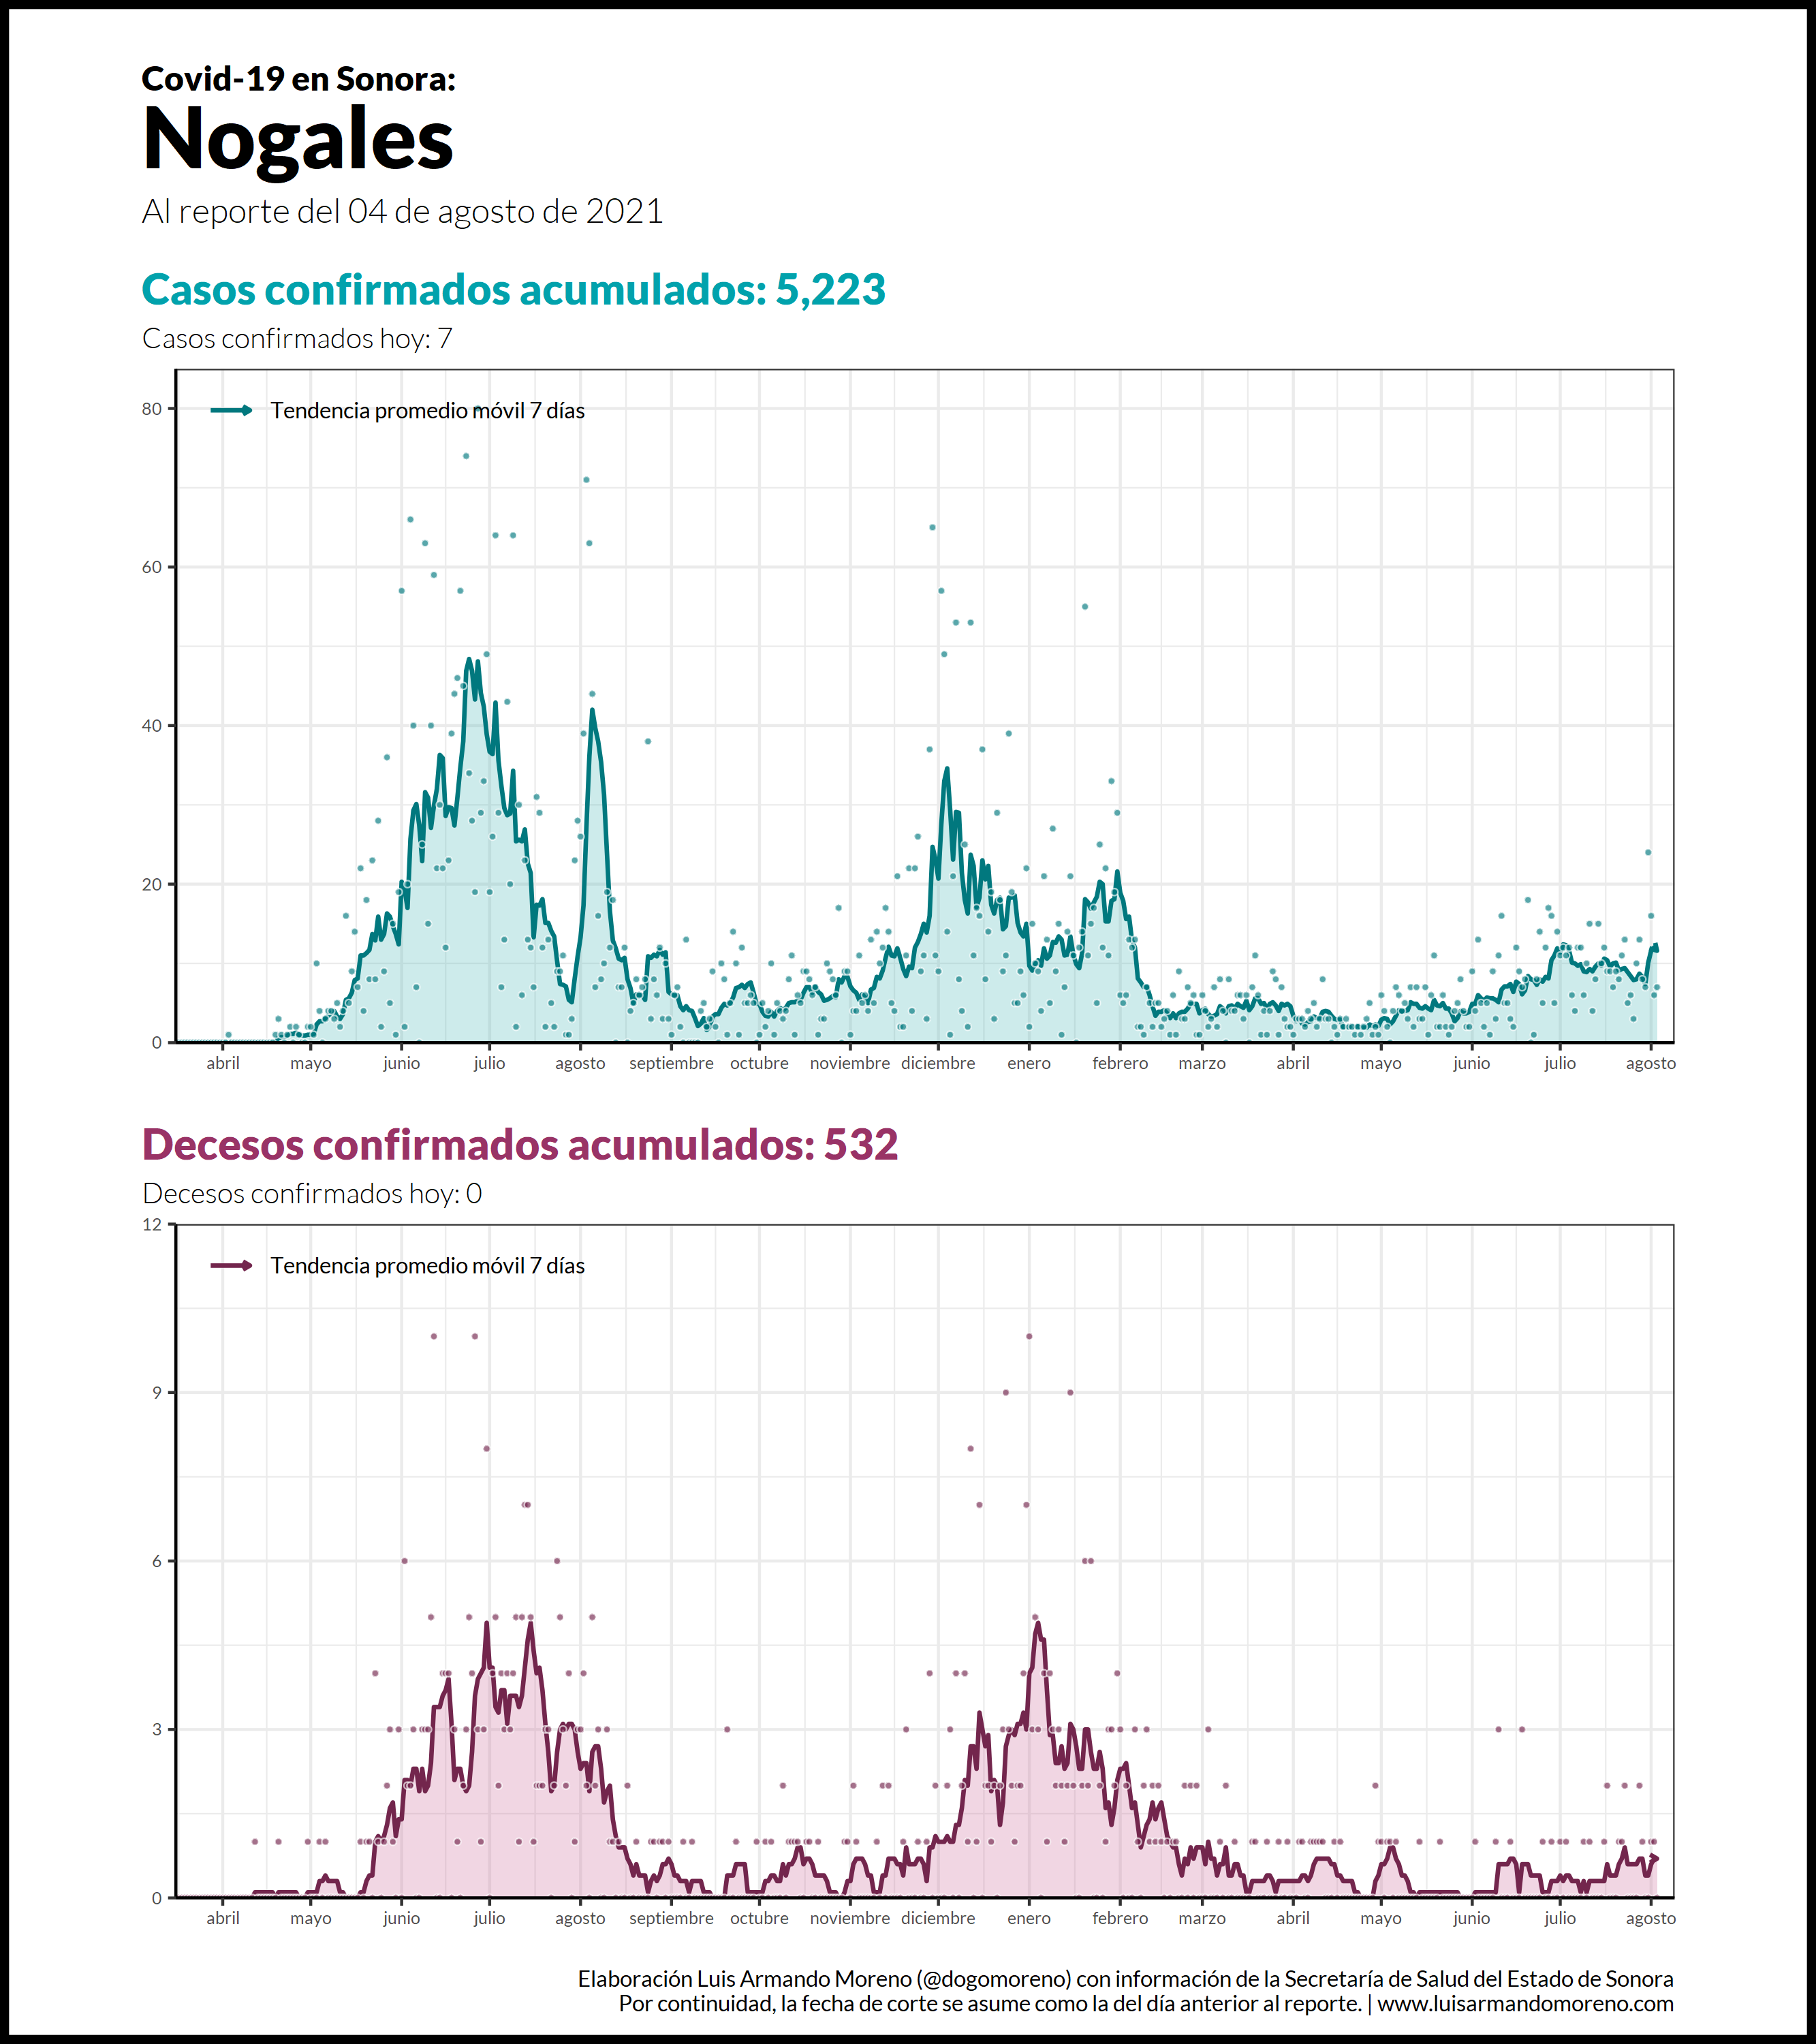 Covid-19 en Sonora:
Nogales
Al reporte del 04 de agosto de 2021
Casos confirmados acumulados: 5,223
Casos confirmados hoy: 7
Tendencia promedio móvil 7 días
80
60
40
20
0
abril mayo junio julio agosto septiembre octubre noviembre diciembre enero febrero marzo abril mayo junio julio agosto
Decesos confirmados acumulados: 532
Decesos confirmados hoy: 0
12
Tendencia promedio móvil 7 días
9
6
3
0
abril mayo junio julio agosto septiembre octubre noviembre diciembre enero febrero marzo abril mayo junio julio agosto
Elaboración Luis Armando Moreno (@dogomoreno) con información de la Secretaría de Salud del Estado de Sonora
Por continuidad, la fecha de corte se asume como la del día anterior al reporte. | www.luisarmandomoreno.com